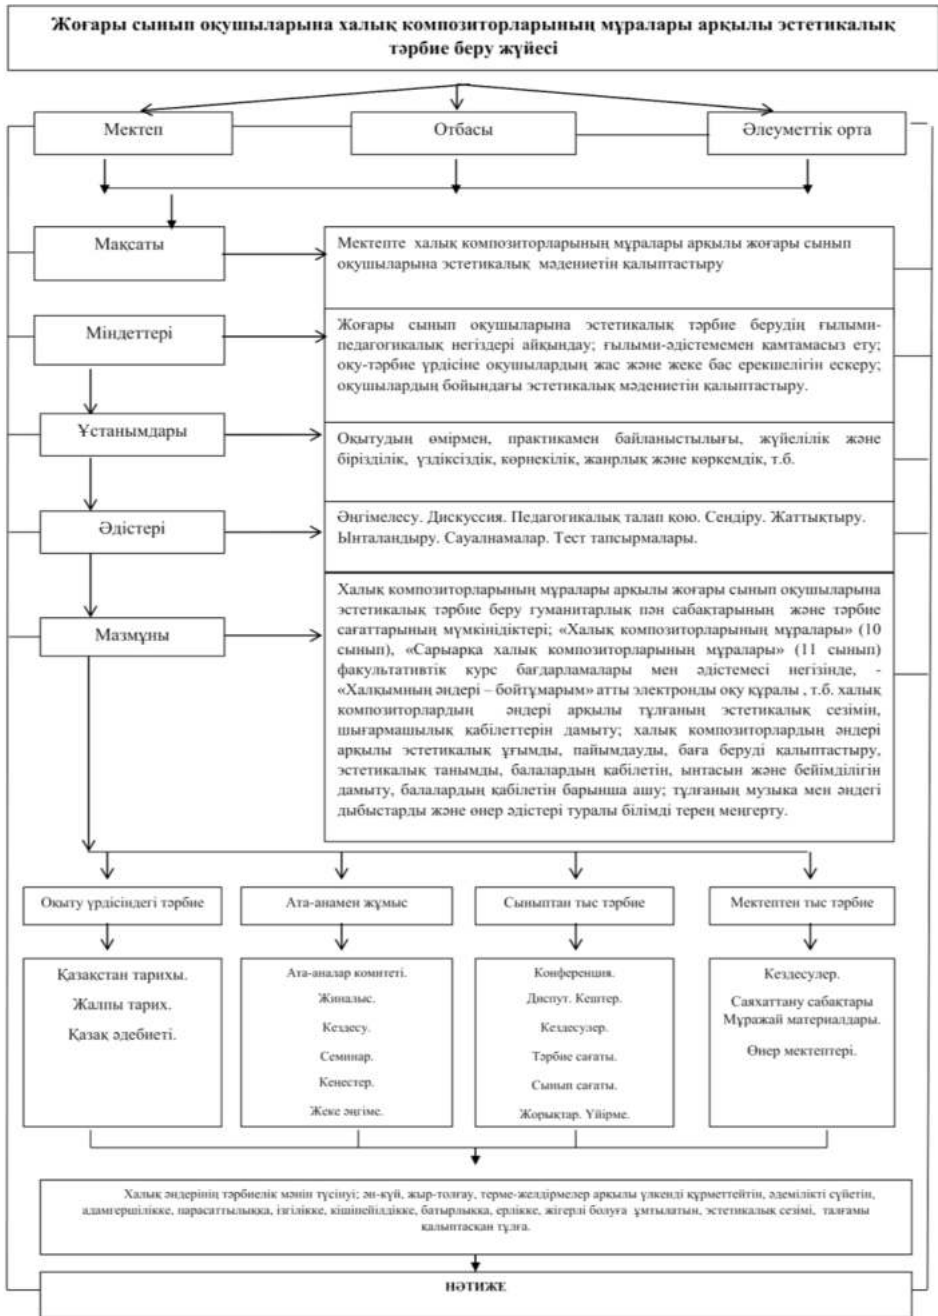 Жоғары сынып оқушыларына халық композиторларының мұралары арқылы эстетикалық
тәрбие беру жүйесі
Мектеп
Отбасы
Әлеуметтік орта
Мақсаты
Мектепте халық композиторларының мұралары арқылы жоғары сынып
оқушыларына эстетикалық мәдениетін қалыптастыру
Міндеттері
Жоғары сынып оқушыларына эстетикалық тәрбие берудің ғылыми-
педагогикалық негіздері айқындау; ғылыми-әдістемемен қамтамасыз ету;
оқу-тәрбие үрдісіне оқушылардың жас және жеке бас ерекшелігін ескеру;
оқушылардың бойындағы эстетикалық мәдениетін қалыптастыру.
Ұстанымдары
Оқытудың өмірмен, практикамен байланыстылығы, жүйелілік және
бірізділік, үздіксіздік, көрнекілік, жанрлық және көркемдік, т.б.
Әдістері
Әңгімелесу. Дискуссия. Педагогикалық талап қою. Сендіру. Жаттықтыру.
Ынталандыру. Сауалнамалар. Тест тапсырмалары.
Мазмұны
Халық композиторларының мұралары арқылы жоғары сынып оқушыларына
эстетикалық тәрбие беру гуманитарлық пән сабақтарының және тәрбие
сағаттарының мүмкінідіктері; «Халық композиторларының мұралары» (10
сынып), «Сарыарқа халық композиторларының мұралары» (11 сынып)
факультативтік курс бағдарламалары мен әдістемесі негізінде, -
«Халқымның әндері – бойтұмарым» атты электронды оқу құралы , т.б. халық
композиторлардың әндері арқылы тұлғаның эстетикалық сезімін,
шығармашылық қабілеттерін дамыту; халық композиторлардың әндері
арқылы эстетикалық ұғымды, пайымдауды, баға беруді қалыптастыру,
эстетикалық танымды, балалардың қабілетін, ынтасын және бейімділігін
дамыту, балалардың қабілетін барынша ашу; тұлғаның музыка мен әндегі
дыбыстарды және өнер әдістері туралы білімді терең меңгерту.
Оқыту үрдісіндегі тәрбие
Ата-анамен жұмыс
Сыныптан тыс тәрбие
Мектептен тыс тәрбие
Қазақстан тарихы.
Жалпы тарих.
Қазақ әдебиеті.
Ата-аналар комитеті.
Жиналыс.
Кездесу.
Семинар.
Кенестер.
Жеке әңгіме.
Конференция.
Диспут. Кештер.
Кездесулер.
Тәрбие сағаты.
Сынып сағаты.
Жорықтар. Үйірме.
Кездесулер.
Саяхаттану сабақтары
Мұражай материалдары.
Өнер мектептері.
Халық әндерінің тәрбиелік мәнін түсінуі; ән-күй, жыр-толғау, терме-желдірмелер арқылы үлкенді құрметтейтін, әдемілікті сүйетін,
адамгершілікке, парасаттылыққа, ізгілікке, кішіпейілдікке, батырлыққа, ерлікке, жігерлі болуға ұмтылатын, эстетикалық сезімі, талғамы
қалыптасқан тұлға.
НӘТИЖЕ